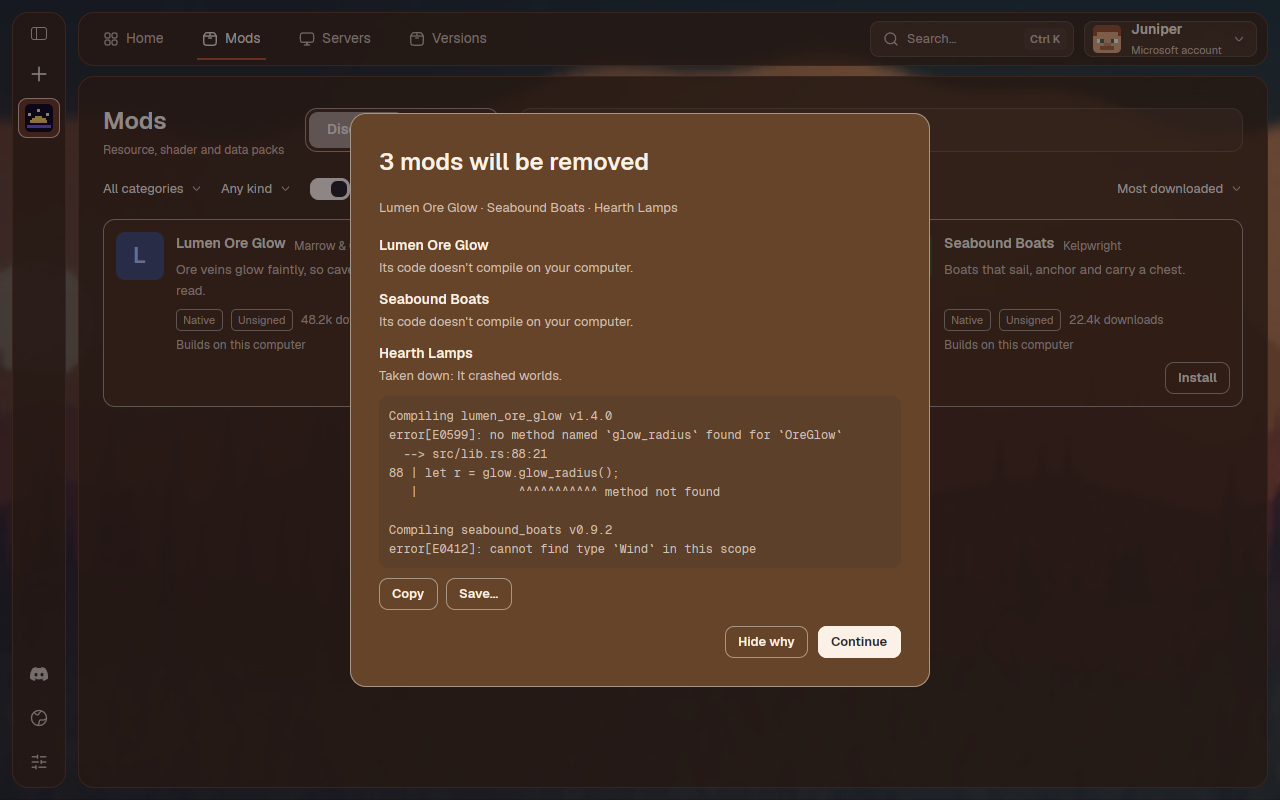 Home
Mods
Servers
Versions
Search...
Ctrl K
Juniper
Microsoft account
Mods
Resource, shader and data packs
All categories
Any kind
Most downloaded
L
Lumen Ore Glow
Marrow &
Ore veins glow faintly, so
read.
Native
Unsigned
48.2k
Builds on this computer
Seabound Boats
Kelpwright
Boats that sail, anchor and carry a chest.
Native
Unsigned
22.4k downloads
Builds on this computer
Install
3 mods will be removed
Lumen Ore Glow · Seabound Boats · Hearth Lamps
Lumen Ore Glow
Its code doesn't compile on your computer.
Seabound Boats
Its code doesn't compile on your computer.
Hearth Lamps
Taken down: It crashed worlds.
Compiling lumen_ore_glow v1.4.0
error[E0599]: no method named `glow_radius` found for `OreGlow`
--> src/lib.rs:88:21
88 | let r = glow.glow_radius();
| ^^^^^^^^^^^ method not found
Compiling seabound_boats v0.9.2
error[E0412]: cannot find type `Wind` in this scope
Copy
Save...
Hide why
Continue